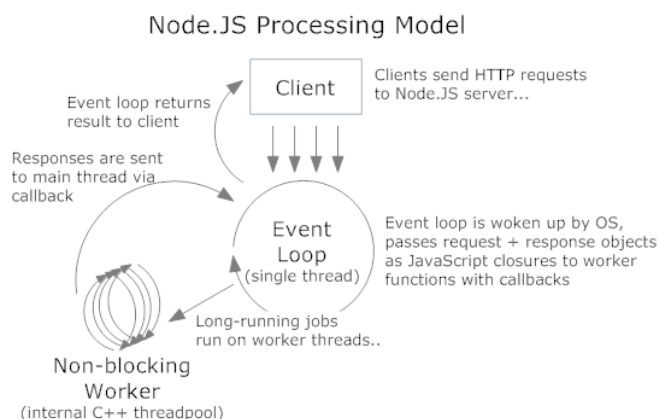 Node.JS Processing Model
Client
Clients send HTTP requests
to Node.JS server...
Event loop returns
result to client
Responses are sent
to main thread via
callback
Event
Loop
(single thread)
Event loop is woken up by OS,
passes request + response objects
as JavaScript closures to worker
functions with callbacks
Long-running jobs
run on worker threads..
Non-blocking
Worker
(internal C++ threadpool)